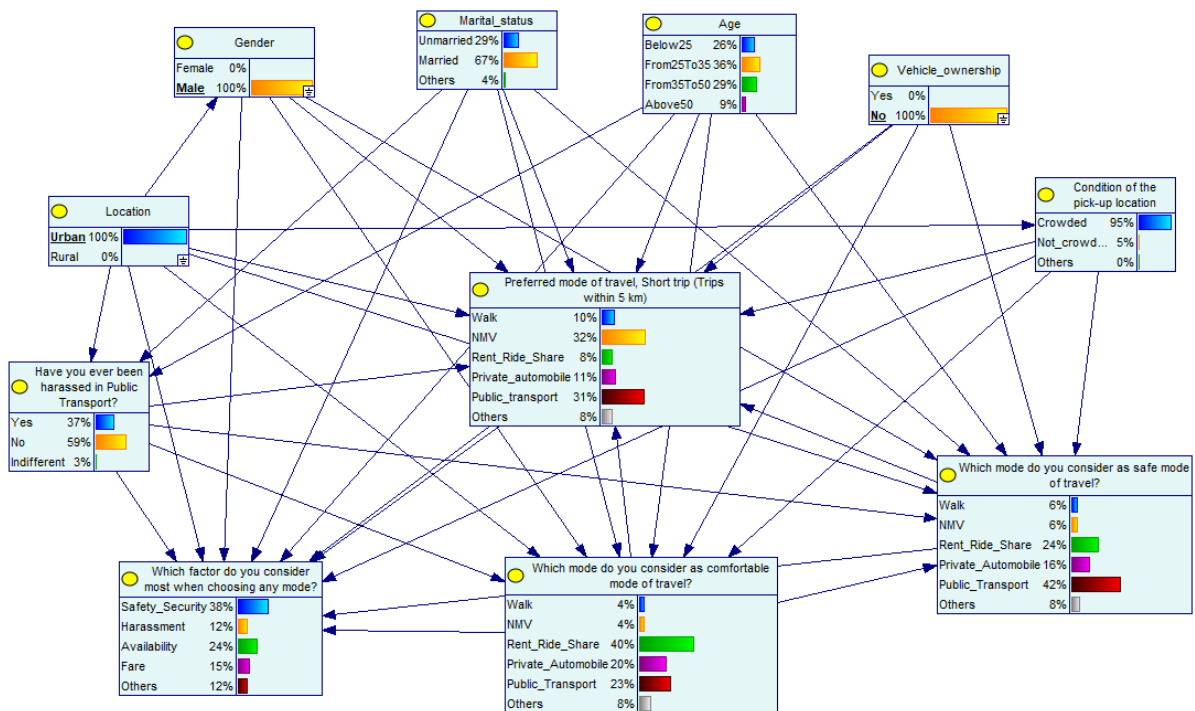 Gender
Female 0%
Male 100%
Marital_status
Unmarried 29%
Married 67%
Others 4%
Age
Below25 26%
From25To35 36%
From35To50 29%
Above50 9%
Vehicle_ownership
Yes 0%
No 100%
Location
Urban 100%
Rural 0%
Condition of the
pick-up location
Crowded 95%
Not_crowd... 5%
Others 0%
Preferred mode of travel, Short trip (Trips
within 5 km)
Walk 10%
NMV 32%
Rent_Ride_Share 8%
Private_automobile 11%
Public_transport 31%
Others 8%
Have you ever been
harassed in Public
Transport?
Yes 37%
No 59%
Indifferent 3%
Which mode do you consider as safe mode
of travel?
Walk 6%
NMV 6%
Rent_Ride_Share 24%
Private_Automobile 16%
Public_Transport 42%
Others 8%
Which factor do you consider
most when choosing any mode?
Safety_Security 38%
Harassment 12%
Availability 24%
Fare 15%
Others 12%
Which mode do you consider as comfortable
mode of travel?
Walk 4%
NMV 4%
Rent_Ride_Share 40%
Private_Automobile 20%
Public_Transport 23%
Others 8%